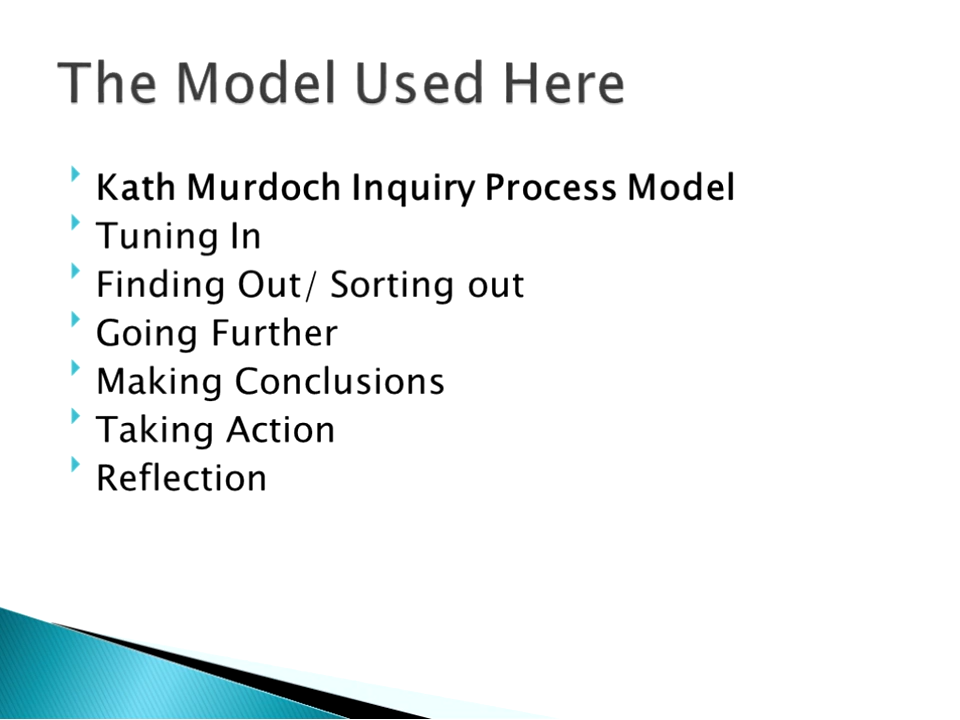 The Model Used Here
Kath Murdoch Inquiry Process Model
Tuning In
Finding Out/ Sorting out
Going Further
Making Conclusions
Taking Action
Reflection